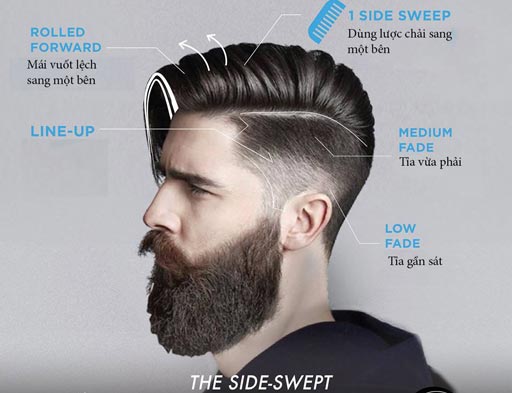 ROLLED
FORWARD
Mái vuốt lệch
sang một bên
1 SIDE SWEEP
Dùng lược chải sang
một bên
LINE-UP
MEDIUM
FADE
Tỉa vừa phải
LOW
FADE
Tỉa gần sát
THE SIDE-SWEPT